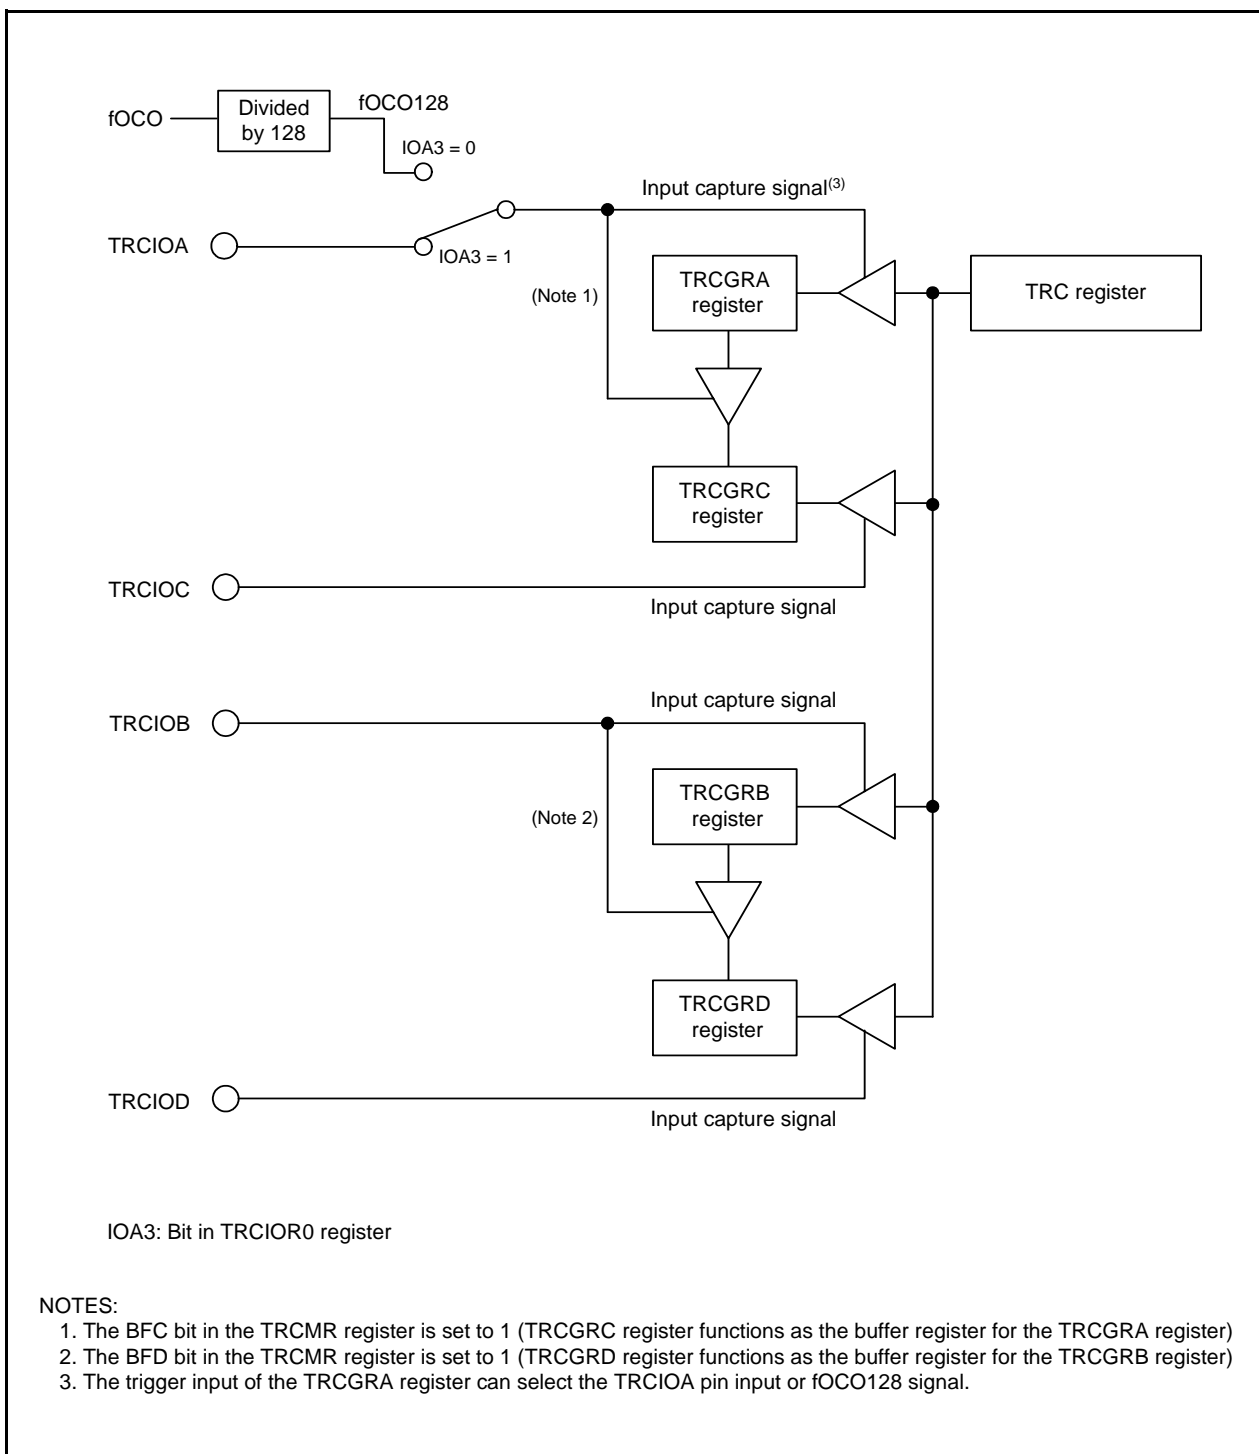 fOCO
Divided
by 128
fOCO128
IOA3 = 0
Input capture signal(3)
TRCIOA
IOA3 = 1
(Note 1)
TRCGRA
register
TRC register
TRCGRC
register
TRCIOC
Input capture signal
Input capture signal
TRCIOB
(Note 2)
TRCGRB
register
TRCGRD
register
TRCIOD
Input capture signal
IOA3: Bit in TRCIOR0 register
NOTES:
1. The BFC bit in the TRCMR register is set to 1 (TRCGRC register functions as the buffer register for the TRCGRA register)
2. The BFD bit in the TRCMR register is set to 1 (TRCGRD register functions as the buffer register for the TRCGRB register)
3. The trigger input of the TRCGRA register can select the TRCIOA pin input or fOCO128 signal.